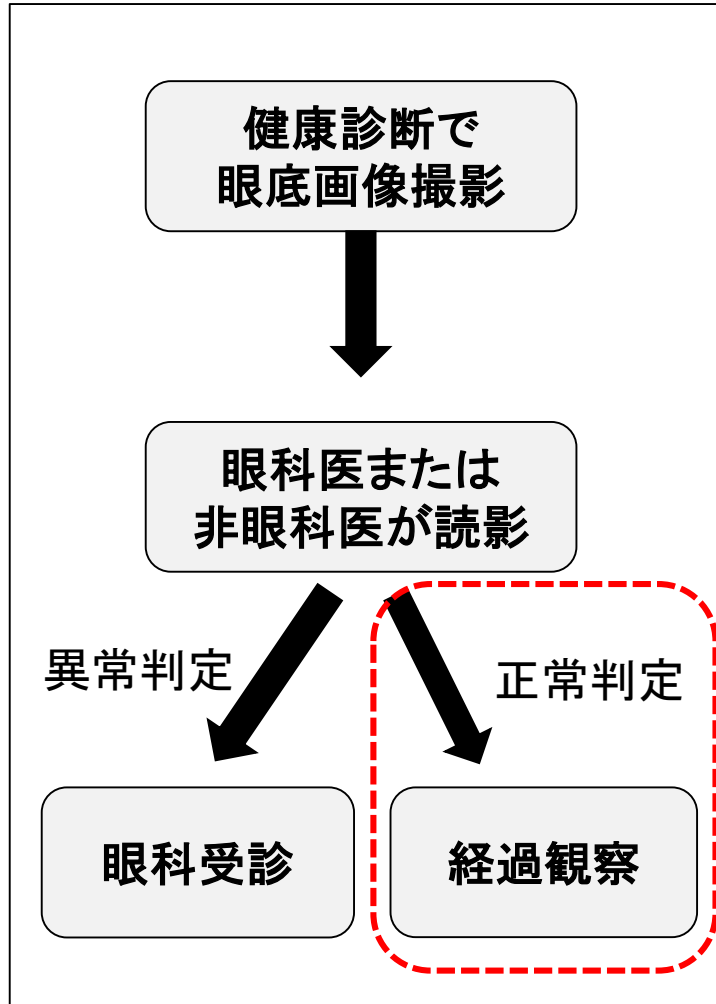 健康診断で
眼底画像撮影
眼科医または
非眼科医が読影
異常判定
正常判定
眼科受診
経過観察